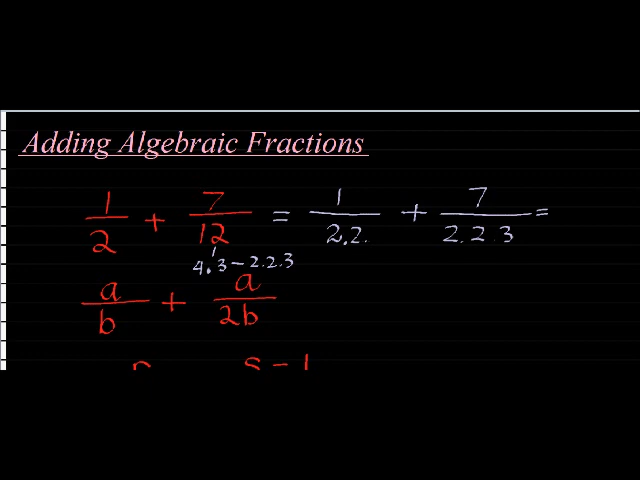 Adding Algebraic Fractions
1/2 + 7/12 = 1/2.2. + 7/2.2.3 =
4.3 – 2.2.3
a/b + a/2b